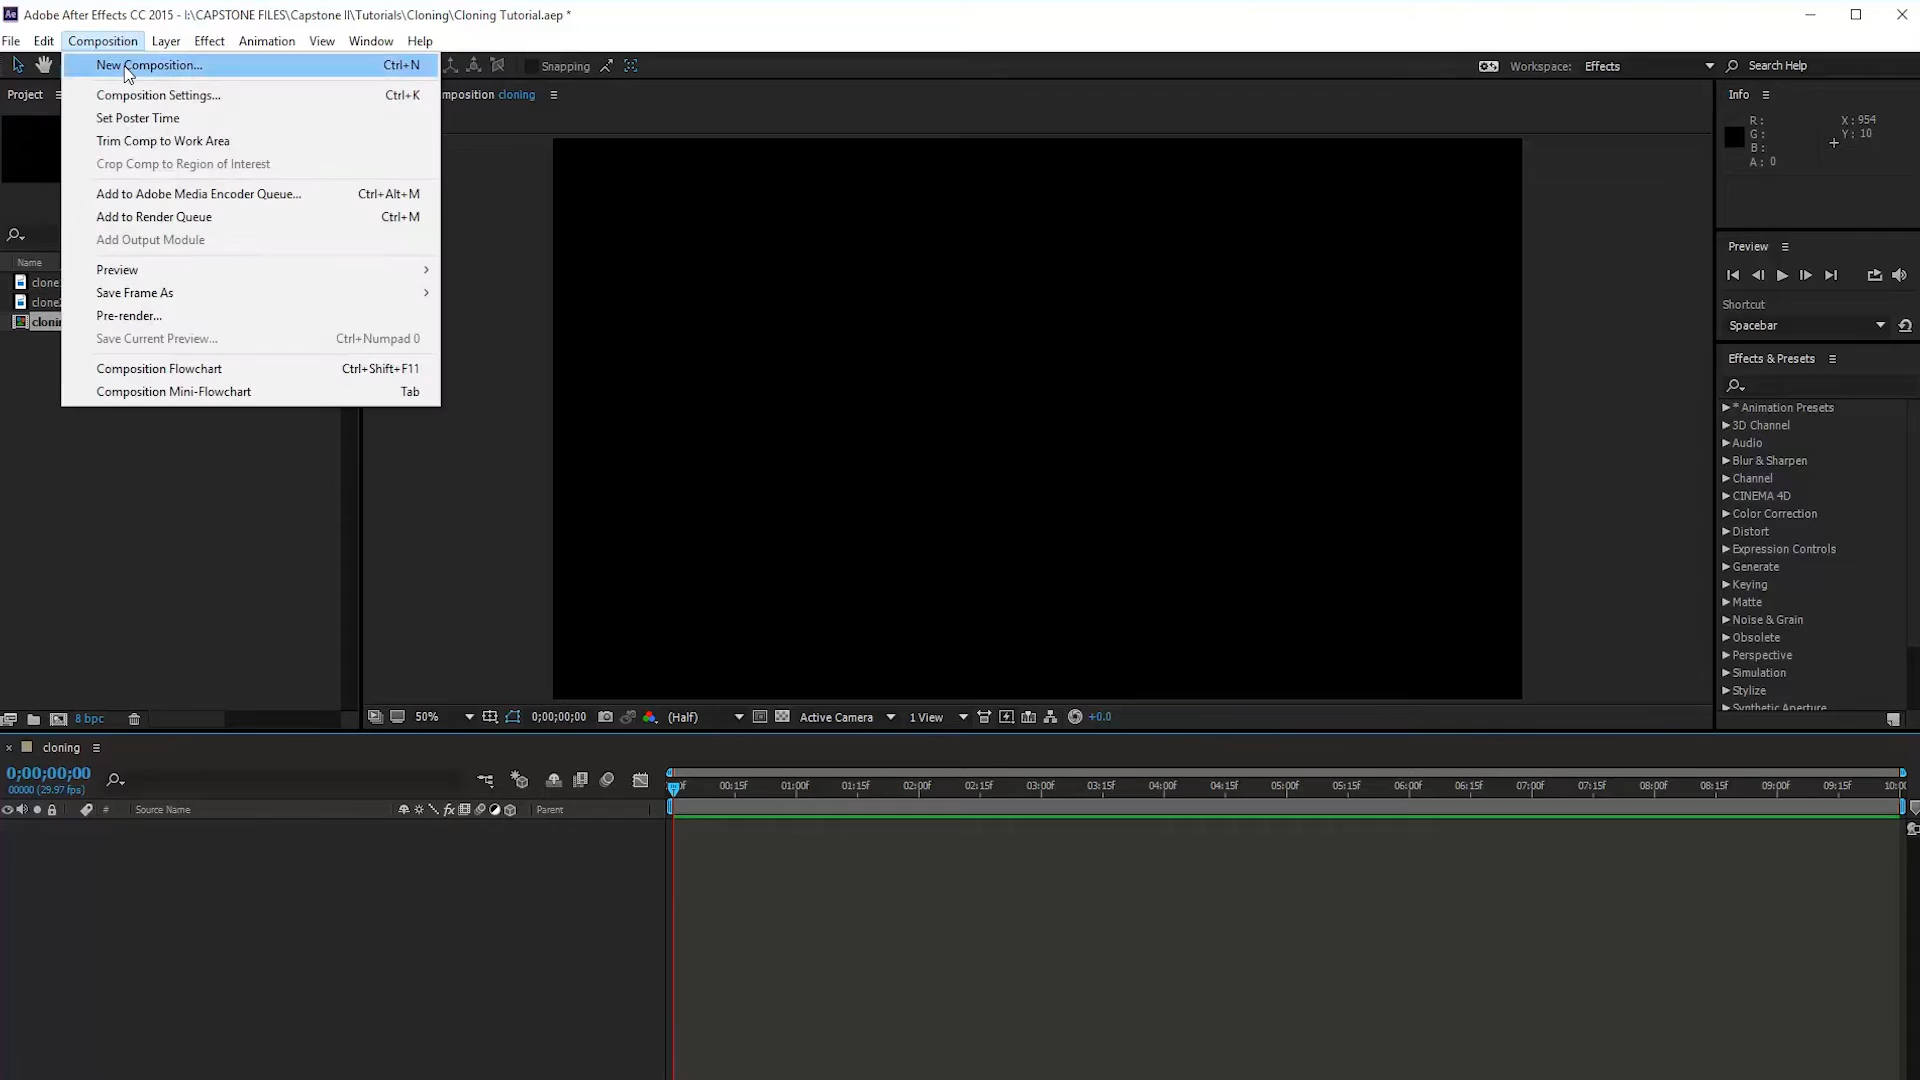 Adobe After Effects CC 2015 - I:\CAPSTONE FILES\Capstone II\Tutorials\Cloning\Cloning Tutorial.aep *
File Edit Composition Layer Effect Animation View Window Help
New Composition... Ctrl+N
Snapping
Workspace: Effects
Search Help
Composition Settings... Ctrl+K
Set Poster Time
Trim Comp to Work Area
Crop Comp to Region of Interest
Add to Adobe Media Encoder Queue... Ctrl+Alt+M
Add to Render Queue Ctrl+M
Add Output Module
Preview
Save Frame As
Pre-render...
Save Current Preview... Ctrl+Numpad 0
Composition Flowchart Ctrl+Shift+F11
Composition Mini-Flowchart Tab
Project
Name
8 bpc
cloning
Info
R:
G:
B:
A: 0
X: 954
Y: 10
Preview
Shortcut
Spacebar
Effects & Presets
* Animation Presets
3D Channel
Audio
Blur & Sharpen
Channel
CINEMA 4D
Color Correction
Distort
Expression Controls
Generate
Keying
Matte
Noise & Grain
Obsolete
Perspective
Simulation
Stylize
Synthetic Aperture
50% 0;00;00;00 (Half) Active Camera 1 View +0.0
cloning
0;00;00;00
00000 (29.97 fps)
# Source Name fx Parent
00:15f 01:00f 01:15f 02:00f 02:15f 03:00f 03:15f 04:00f 04:15f 05:00f 05:15f 06:00f 06:15f 07:00f 07:15f 08:00f 08:15f 09:00f 09:15f